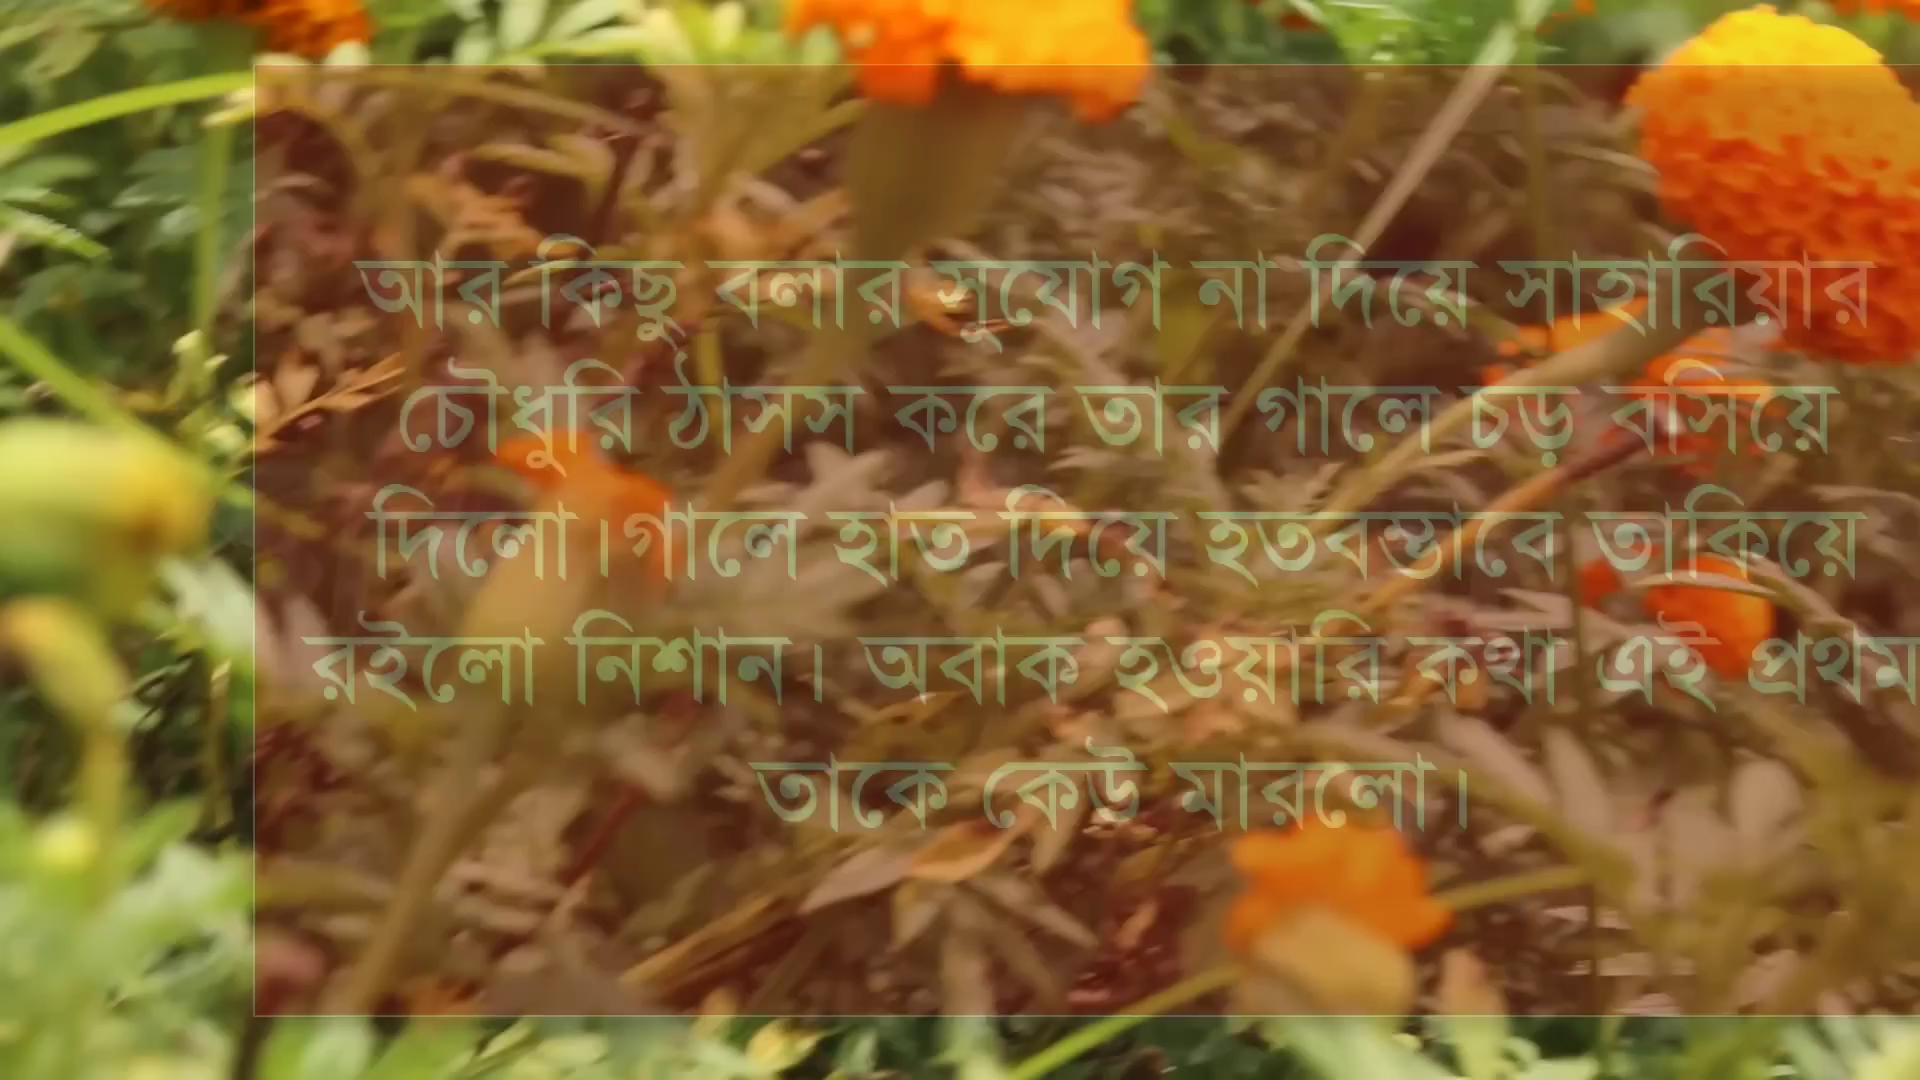 আর কিছু বলার সুযোগ না দিয়ে সাহারিয়ার
চৌধুরি ঠাসস করে তার গালে চড় বসিয়ে
দিলো।গালে হাত দিয়ে হতবম্ভাবে তাকিয়ে
রইলো নিশান। অবাক হওয়ারি কথা এই প্রথম
তাকে কেউ মারলো।